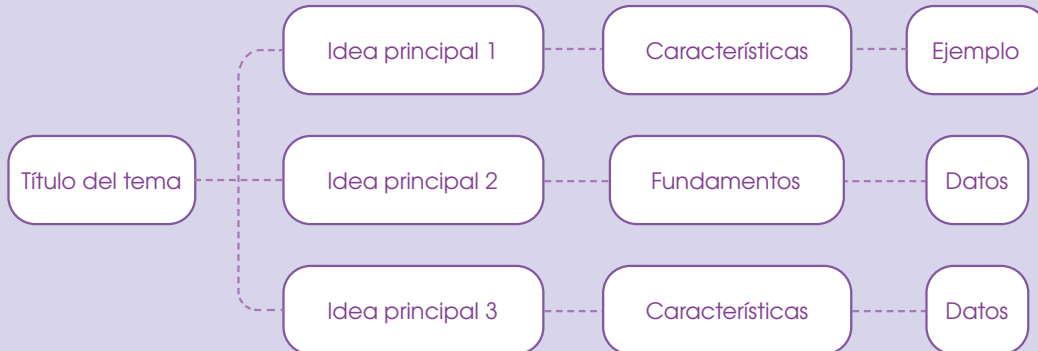 Idea principal 1
Características
Ejemplo
Título del tema
Idea principal 2
Fundamentos
Datos
Idea principal 3
Características
Datos